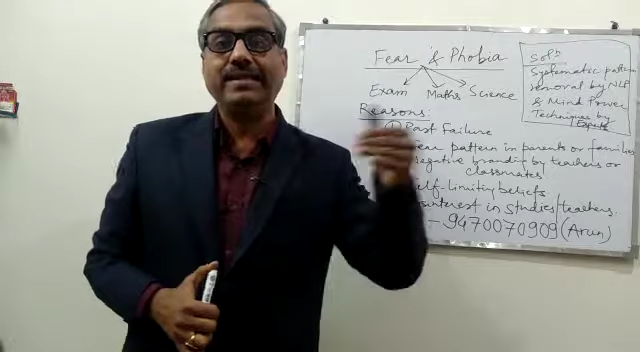 Fear & Phobia
Exam Maths Science
Reasons:
① Past Failure
pattern in parents or families
negative branding by teachers or
classmates
self-limiting beliefs
interest in studies/teachers.
- 9470070909 (Arun)
Sol⁠ⁿ
Systematic pattern
removal by NLP
& Mind Power
Techniques by
Experts